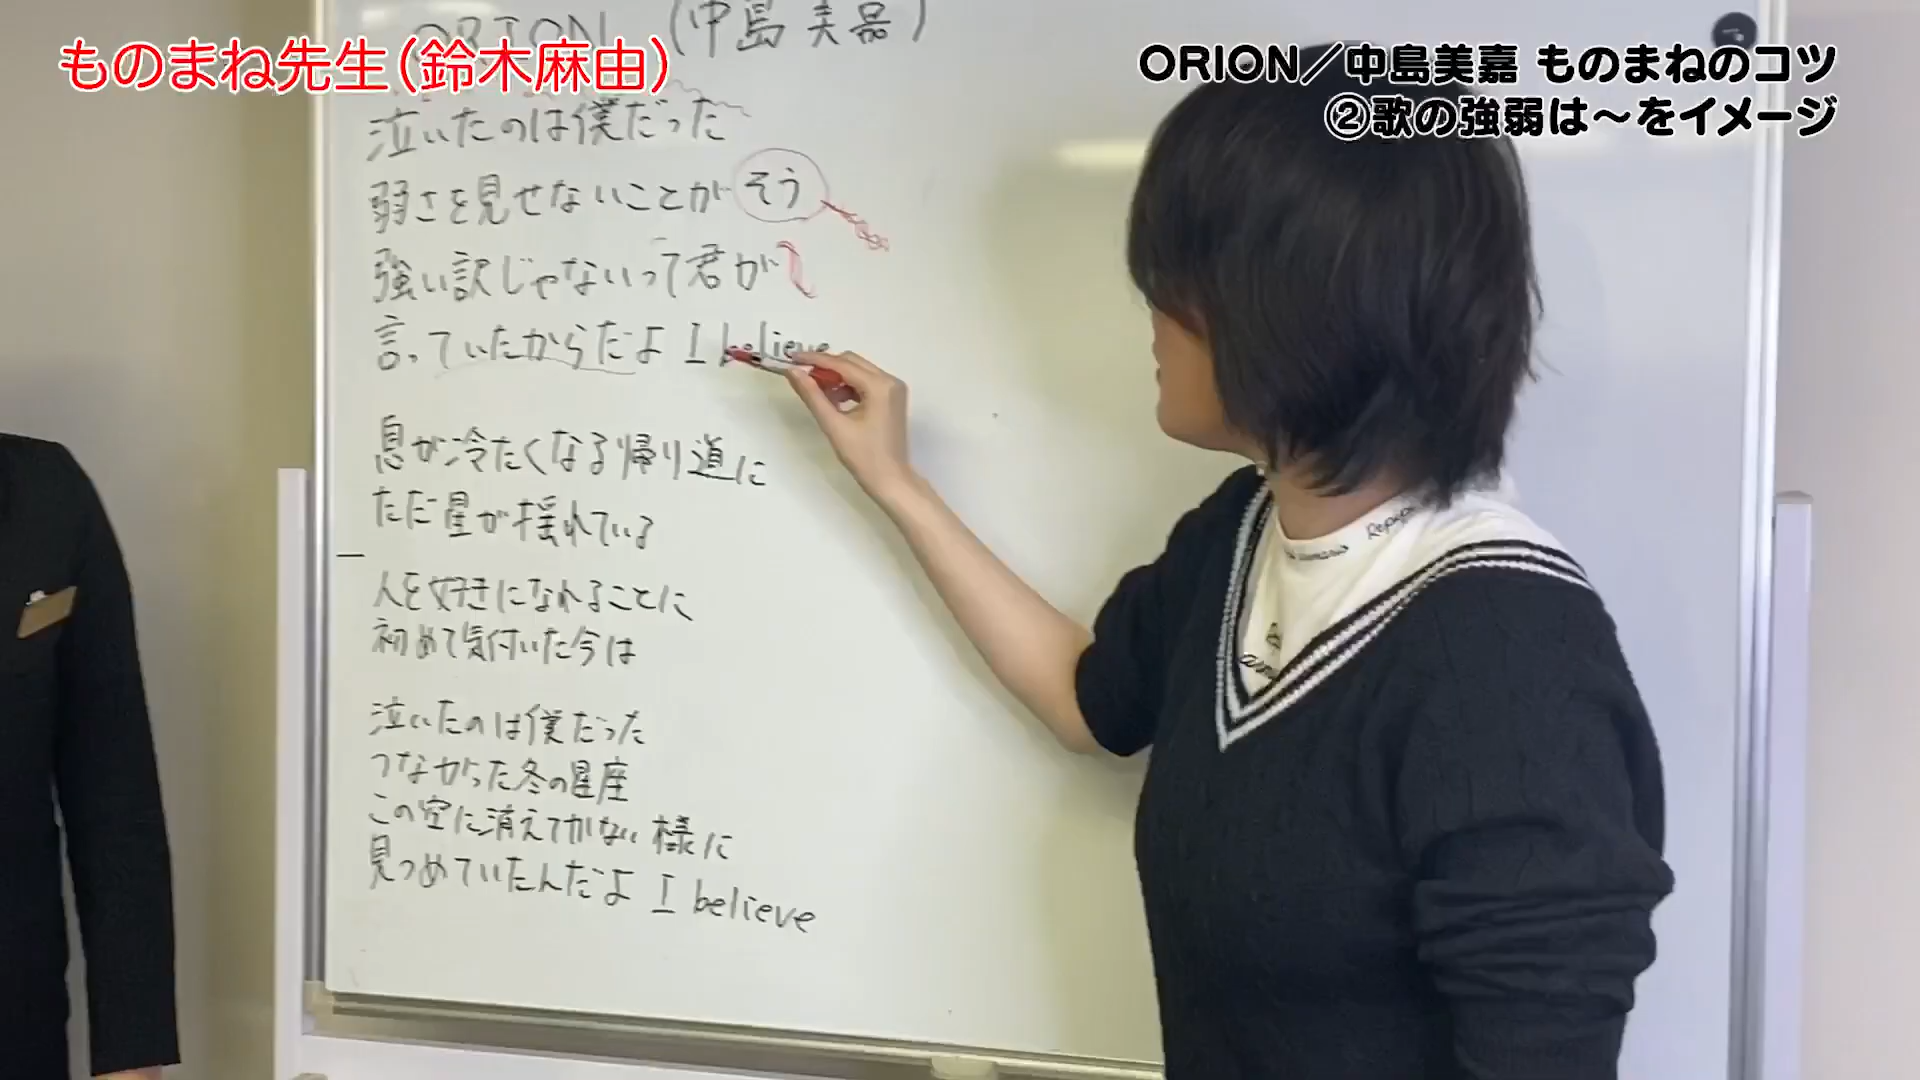 ものまね先生(鈴木麻由)
ORION/中島美嘉 ものまねのコツ
②歌の強弱は~をイメージ
ORION (中島美嘉)
泣いたのは僕だった
弱さを見せないことが そう
強い訳じゃないって君が
言っていたからだよ I believe
息が冷たくなる帰り道に
ただ星が揺れている
人を好きになれることに
初めて気付いた今は
泣いたのは僕だった
つながった冬の星座
この空に消えてかない様に
見つめていたんだよ I believe